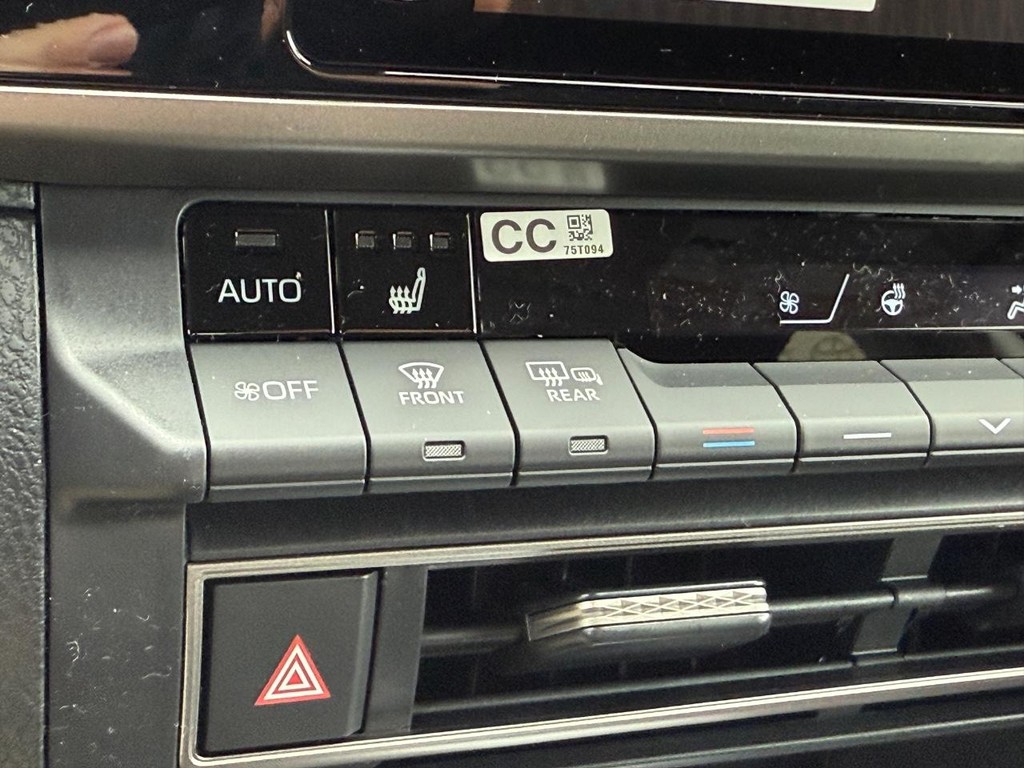 CC
75T094
AUTO
OFF
FRONT
REAR